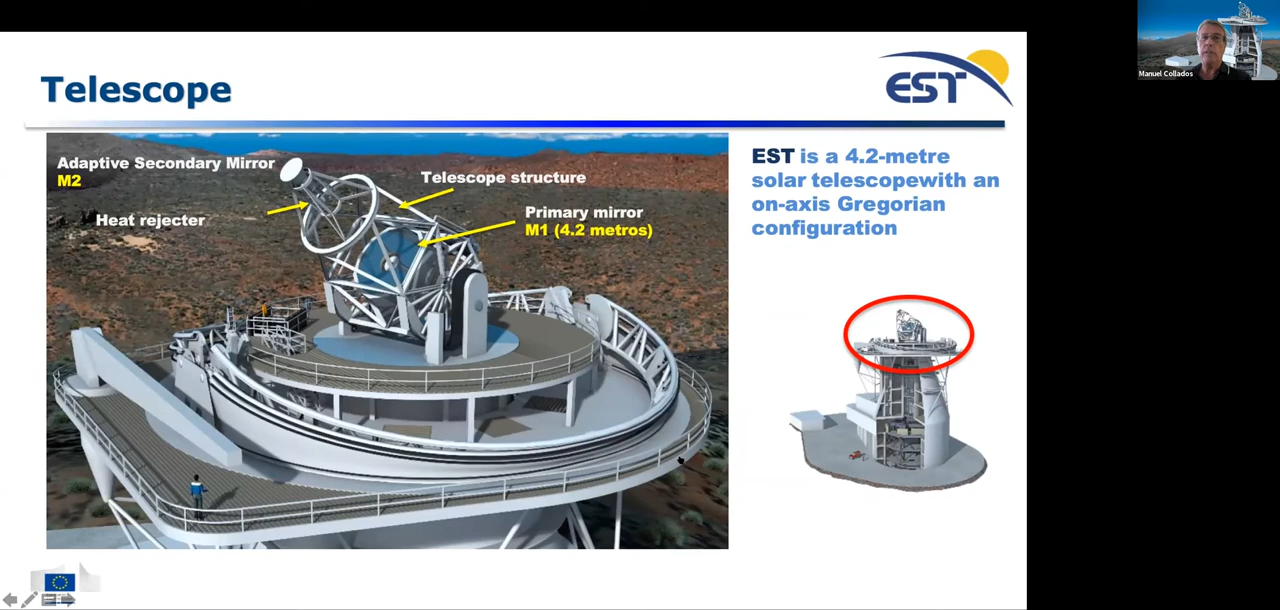 Manuel Collados
Telescope
EST
Adaptive Secondary Mirror
M2
Telescope structure
Heat rejecter
Primary mirror
M1 (4.2 metros)
EST is a 4.2-metre
solar telescopewith an
on-axis Gregorian
configuration